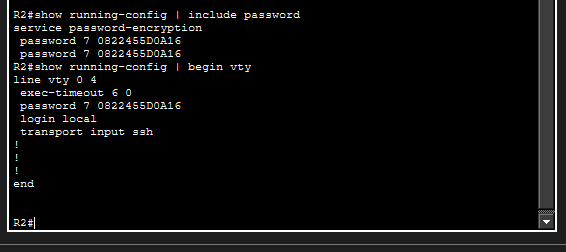 R2#show running-config | include password
service password-encryption
 password 7 0822455D0A16
 password 7 0822455D0A16
R2#show running-config | begin vty
line vty 0 4
 exec-timeout 6 0
 password 7 0822455D0A16
 login local
 transport input ssh
!
!
!
end
R2#